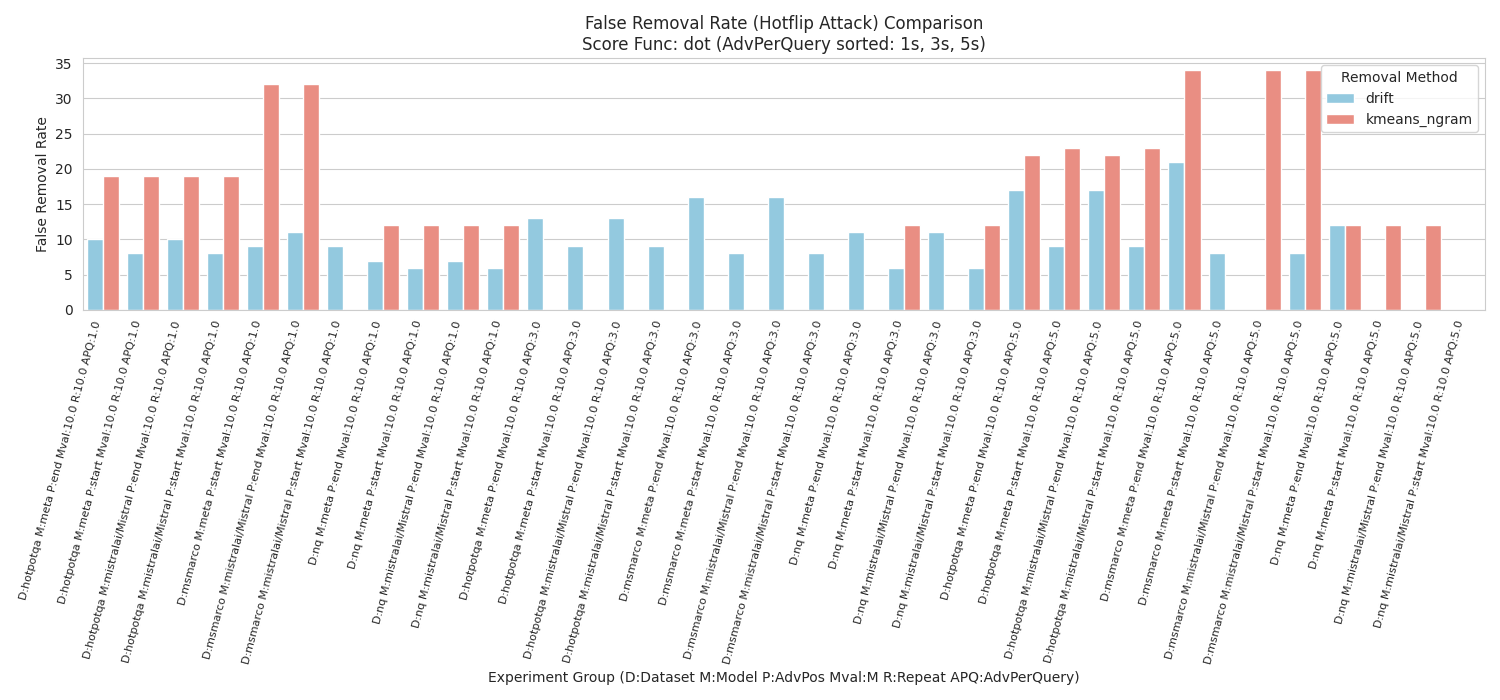 False Removal Rate (Hotflip Attack) Comparison
Score Func: dot (AdvPerQuery sorted: 1s, 3s, 5s)
Removal Method
drift
kmeans_ngram
False Removal Rate
35
30
25
20
15
10
5
0
D:hotpotqa M:meta P:end Mval:10.0 R:10.0 APQ:1.0
D:hotpotqa M:meta P:start Mval:10.0 R:10.0 APQ:1.0
D:hotpotqa M:mistralai/Mistral P:end Mval:10.0 R:10.0 APQ:1.0
D:hotpotqa M:mistralai/Mistral P:start Mval:10.0 R:10.0 APQ:1.0
D:msmarco M:meta P:start Mval:10.0 R:10.0 APQ:1.0
D:msmarco M:mistralai/Mistral P:end Mval:10.0 R:10.0 APQ:1.0
D:msmarco M:mistralai/Mistral P:start Mval:10.0 R:10.0 APQ:1.0
D:nq M:meta P:end Mval:10.0 R:10.0 APQ:1.0
D:nq M:meta P:start Mval:10.0 R:10.0 APQ:1.0
D:nq M:mistralai/Mistral P:end Mval:10.0 R:10.0 APQ:1.0
D:nq M:mistralai/Mistral P:start Mval:10.0 R:10.0 APQ:1.0
D:hotpotqa M:meta P:end Mval:10.0 R:10.0 APQ:3.0
D:hotpotqa M:meta P:start Mval:10.0 R:10.0 APQ:3.0
D:hotpotqa M:mistralai/Mistral P:end Mval:10.0 R:10.0 APQ:3.0
D:hotpotqa M:mistralai/Mistral P:start Mval:10.0 R:10.0 APQ:3.0
D:msmarco M:meta P:end Mval:10.0 R:10.0 APQ:3.0
D:msmarco M:meta P:start Mval:10.0 R:10.0 APQ:3.0
D:msmarco M:mistralai/Mistral P:end Mval:10.0 R:10.0 APQ:3.0
D:msmarco M:mistralai/Mistral P:start Mval:10.0 R:10.0 APQ:3.0
D:nq M:meta P:end Mval:10.0 R:10.0 APQ:3.0
D:nq M:meta P:start Mval:10.0 R:10.0 APQ:3.0
D:nq M:mistralai/Mistral P:end Mval:10.0 R:10.0 APQ:3.0
D:nq M:mistralai/Mistral P:start Mval:10.0 R:10.0 APQ:3.0
D:hotpotqa M:meta P:end Mval:10.0 R:10.0 APQ:5.0
D:hotpotqa M:meta P:start Mval:10.0 R:10.0 APQ:5.0
D:hotpotqa M:mistralai/Mistral P:end Mval:10.0 R:10.0 APQ:5.0
D:hotpotqa M:mistralai/Mistral P:start Mval:10.0 R:10.0 APQ:5.0
D:msmarco M:meta P:end Mval:10.0 R:10.0 APQ:5.0
D:msmarco M:meta P:start Mval:10.0 R:10.0 APQ:5.0
D:msmarco M:mistralai/Mistral P:end Mval:10.0 R:10.0 APQ:5.0
D:msmarco M:mistralai/Mistral P:start Mval:10.0 R:10.0 APQ:5.0
D:nq M:meta P:end Mval:10.0 R:10.0 APQ:5.0
D:nq M:meta P:start Mval:10.0 R:10.0 APQ:5.0
D:nq M:mistralai/Mistral P:end Mval:10.0 R:10.0 APQ:5.0
D:nq M:mistralai/Mistral P:start Mval:10.0 R:10.0 APQ:5.0
Experiment Group (D:Dataset M:Model P:AdvPos Mval:M R:Repeat APQ:AdvPerQuery)